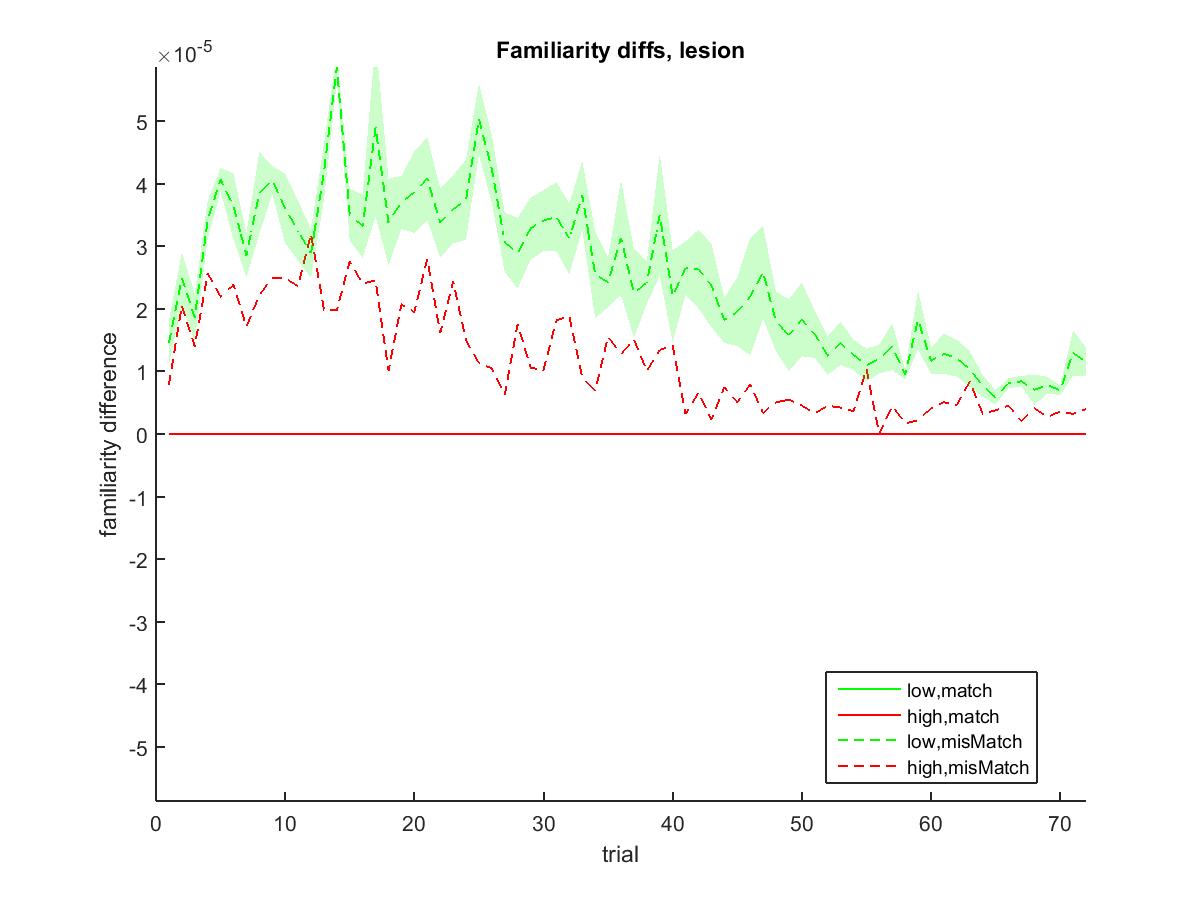 ×10-5
Familiarity diffs, lesion
5
4
3
2
1
0
-1
-2
-3
-4
-5
familiarity difference
low,match
high,match
low,misMatch
high,misMatch
0 10 20 30 40 50 60 70
trial